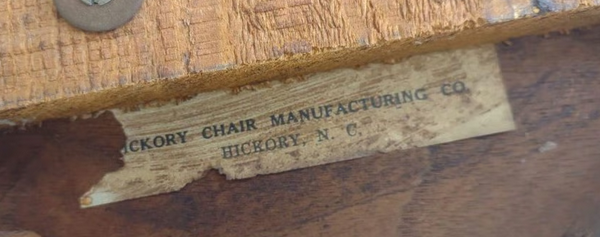 ICKORY CHAIR MANUFACTURING CO.
HICKORY, N. C.